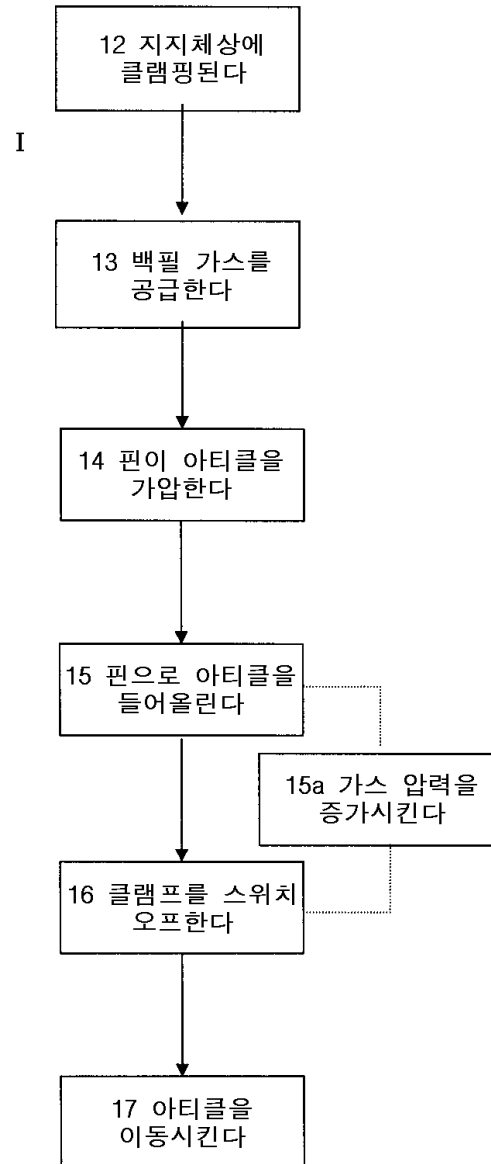 12 지지체상에
클램핑된다
I
13 백필 가스를
공급한다
14 핀이 아티클을
가압한다
15 핀으로 아티클을
들어올린다
15a 가스 압력을
증가시킨다
16 클램프를 스위치
오프한다
17 아티클을
이동시킨다